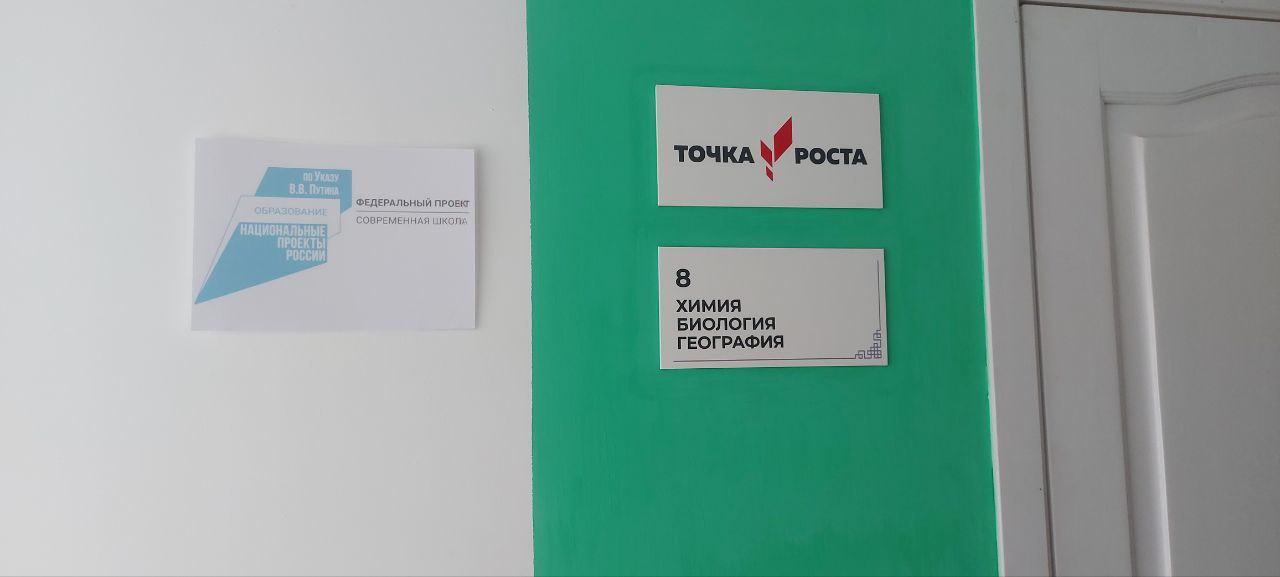 по Указу
В.В. Путина
ОБРАЗОВАНИЕ
НАЦИОНАЛЬНЫЕ
ПРОЕКТЫ
РОССИИ
ФЕДЕРАЛЬНЫЙ ПРОЕКТ
СОВРЕМЕННАЯ ШКОЛА
ТОЧКА РОСТА
8
ХИМИЯ
БИОЛОГИЯ
ГЕОГРАФИЯ